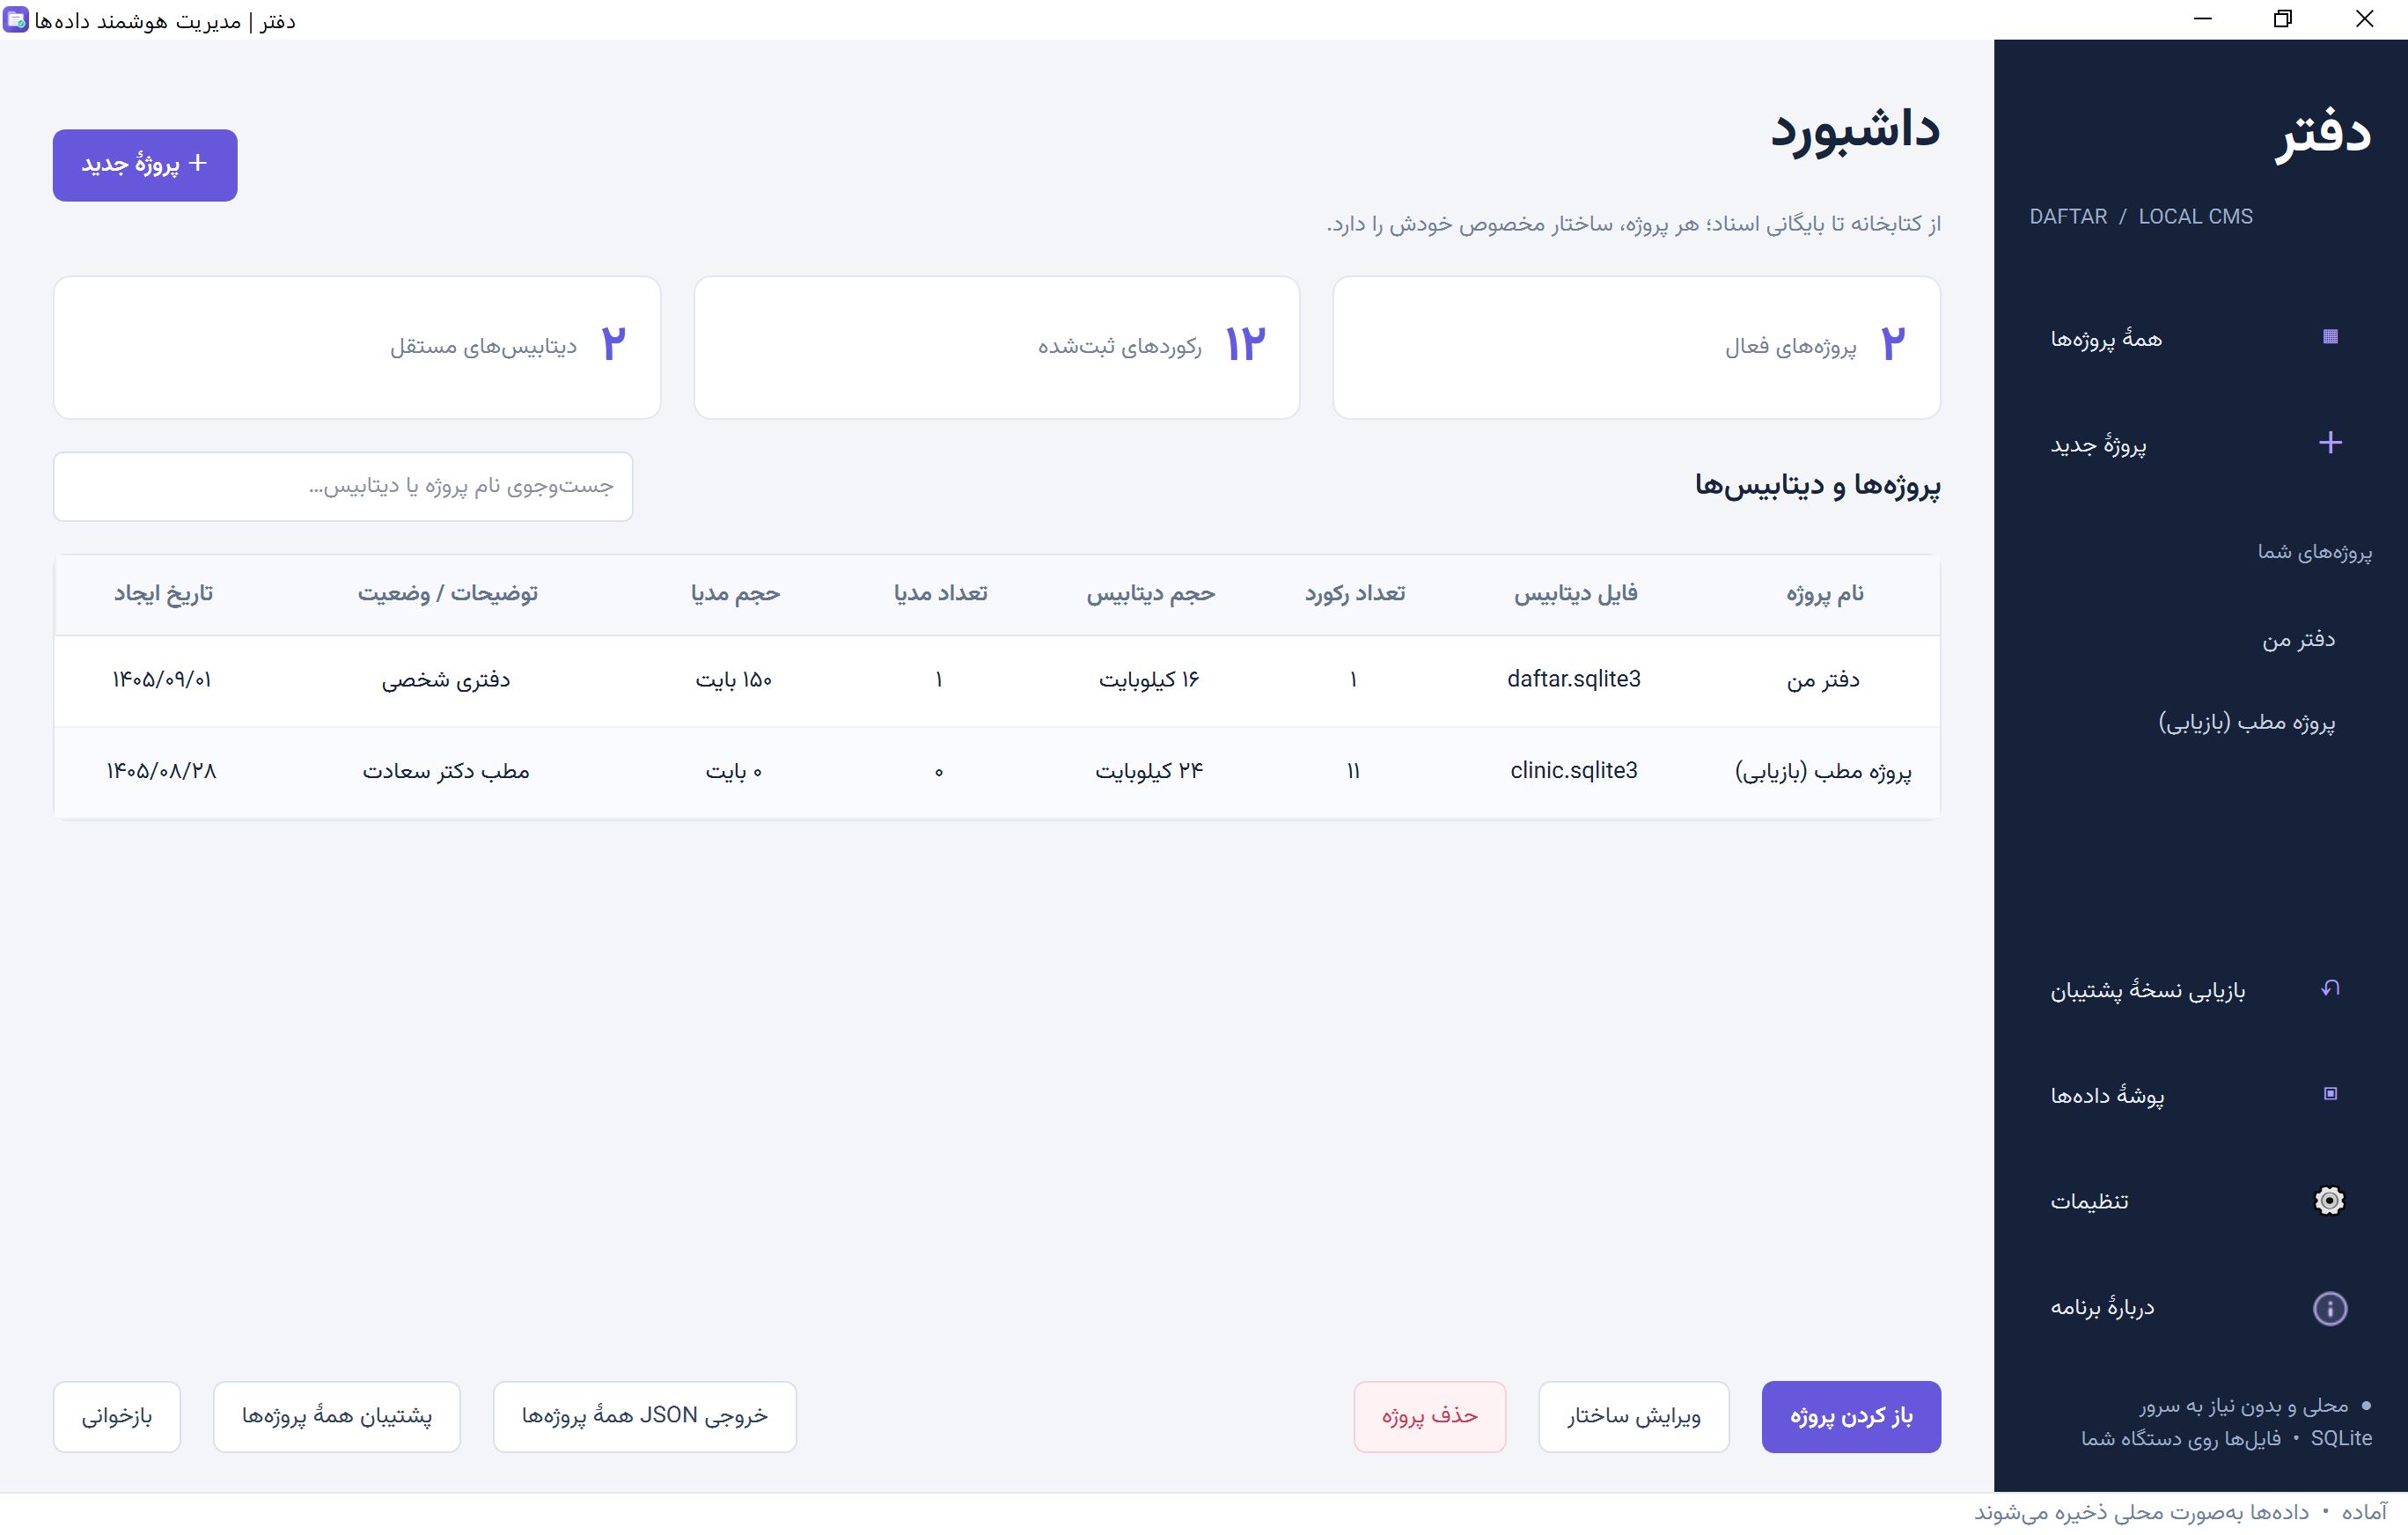 دفتر | مدیریت هوشمند داده‌ها
دفتر
DAFTAR / LOCAL CMS
همهٔ پروژه‌ها
+ پروژهٔ جدید
پروژه‌های شما
دفتر من
پروژه مطب (بازیابی)
بازیابی نسخهٔ پشتیبان
پوشهٔ داده‌ها
تنظیمات
دربارهٔ برنامه
● محلی و بدون نیاز به سرور
SQLite • فایل‌ها روی دستگاه شما
داشبورد
+ پروژهٔ جدید
از کتابخانه تا بایگانی اسناد؛ هر پروژه، ساختار مخصوص خودش را دارد.
۲ پروژه‌های فعال
۱۲ رکوردهای ثبت‌شده
۲ دیتابیس‌های مستقل
پروژه‌ها و دیتابیس‌ها
جست‌وجوی نام پروژه یا دیتابیس...
نام پروژه فایل دیتابیس تعداد رکورد حجم دیتابیس تعداد مدیا حجم مدیا توضیحات / وضعیت تاریخ ایجاد
دفتر من daftar.sqlite3 ۱ ۱۶ کیلوبایت ۱ ۱۵۰ بایت دفتری شخصی ۱۴۰۵/۰۹/۰۱
پروژه مطب (بازیابی) clinic.sqlite3 ۱۱ ۲۴ کیلوبایت ۰ ۰ بایت مطب دکتر سعادت ۱۴۰۵/۰۸/۲۸
باز کردن پروژه
ویرایش ساختار
حذف پروژه
خروجی JSON همهٔ پروژه‌ها
پشتیبان همهٔ پروژه‌ها
بازخوانی
آماده • داده‌ها به‌صورت محلی ذخیره می‌شوند